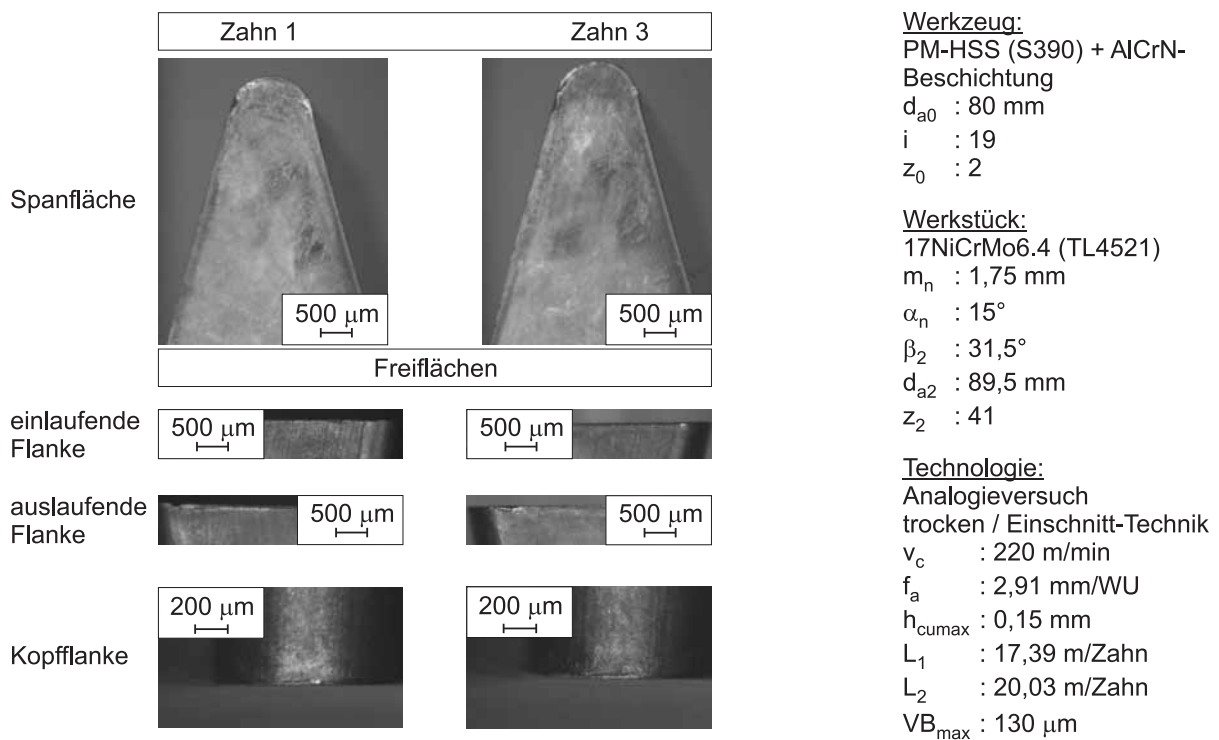 Zahn 1
Zahn 3
Spanfläche
500 µm
500 µm
Freiflächen
einlaufende
Flanke
500 µm
500 µm
auslaufende
Flanke
500 µm
500 µm
Kopfflanke
200 µm
200 µm
Werkzeug:
PM-HSS (S390) + AlCrN-
Beschichtung
da0 : 80 mm
i : 19
z0 : 2
Werkstück:
17NiCrMo6.4 (TL4521)
mn : 1,75 mm
αn : 15°
β2 : 31,5°
da2 : 89,5 mm
z2 : 41
Technologie:
Analogieversuch
trocken / Einschnitt-Technik
vc : 220 m/min
fa : 2,91 mm/WU
hcumax : 0,15 mm
L1 : 17,39 m/Zahn
L2 : 20,03 m/Zahn
VBmax : 130 µm